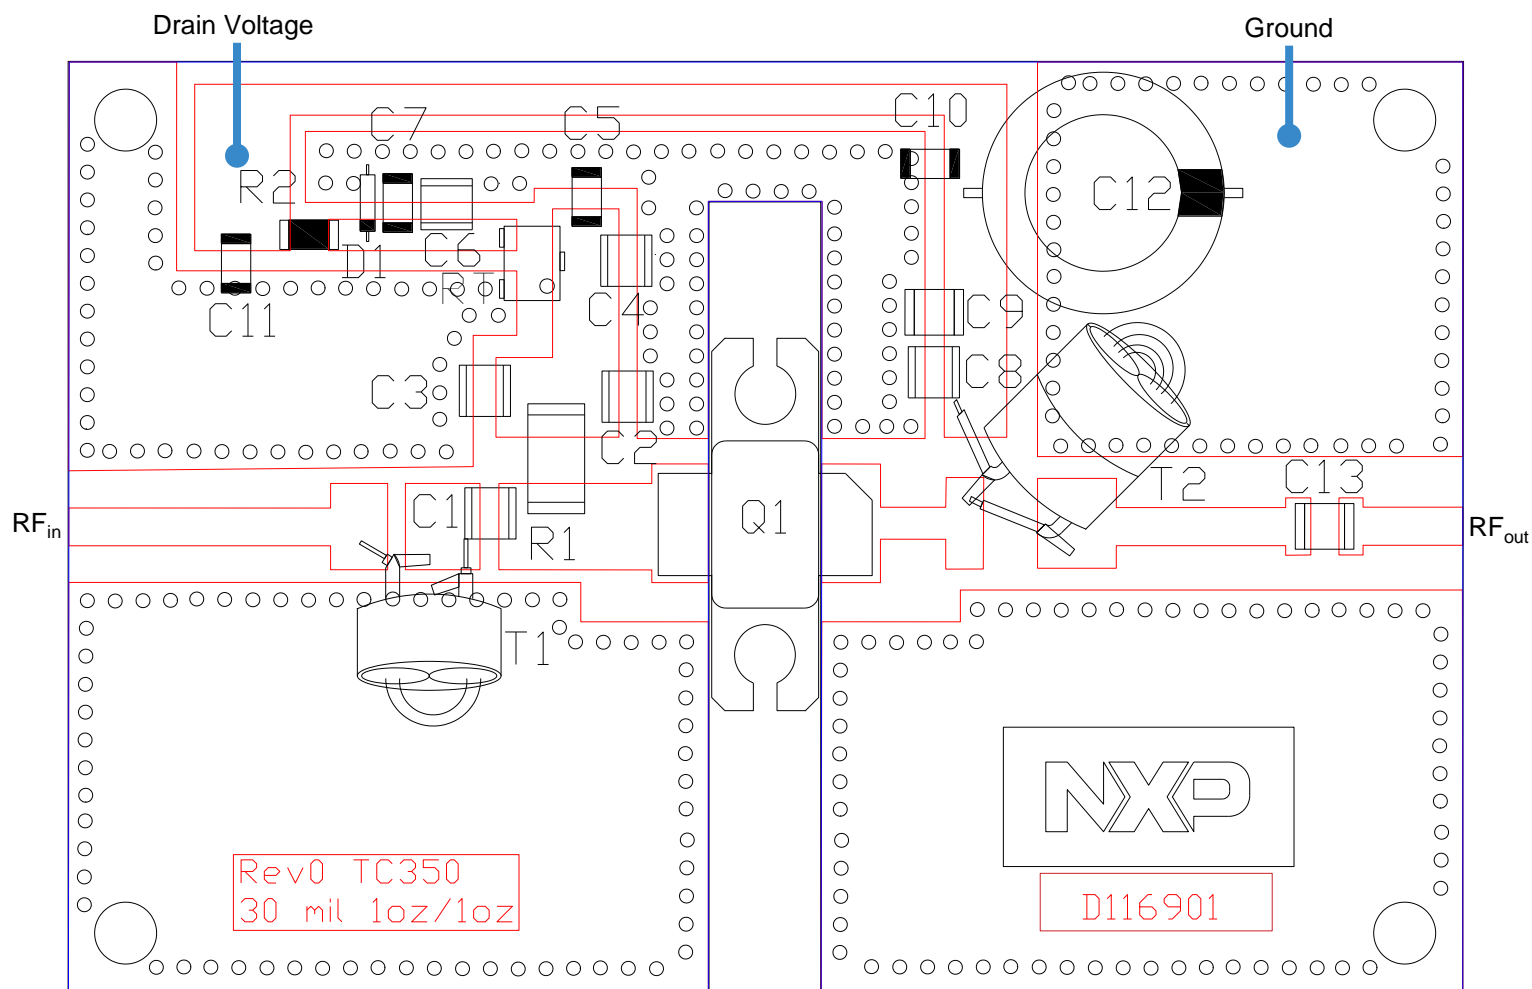 Drain Voltage
Ground
C7
C5
C10
R2
C12
D1
C6
RT
C11
C4
C9
C3
C8
C2
T2
C13
RFin
C1
R1
Q1
RFout
T1
NXP
Rev0 TC350
30 mil 1oz/1oz
D116901